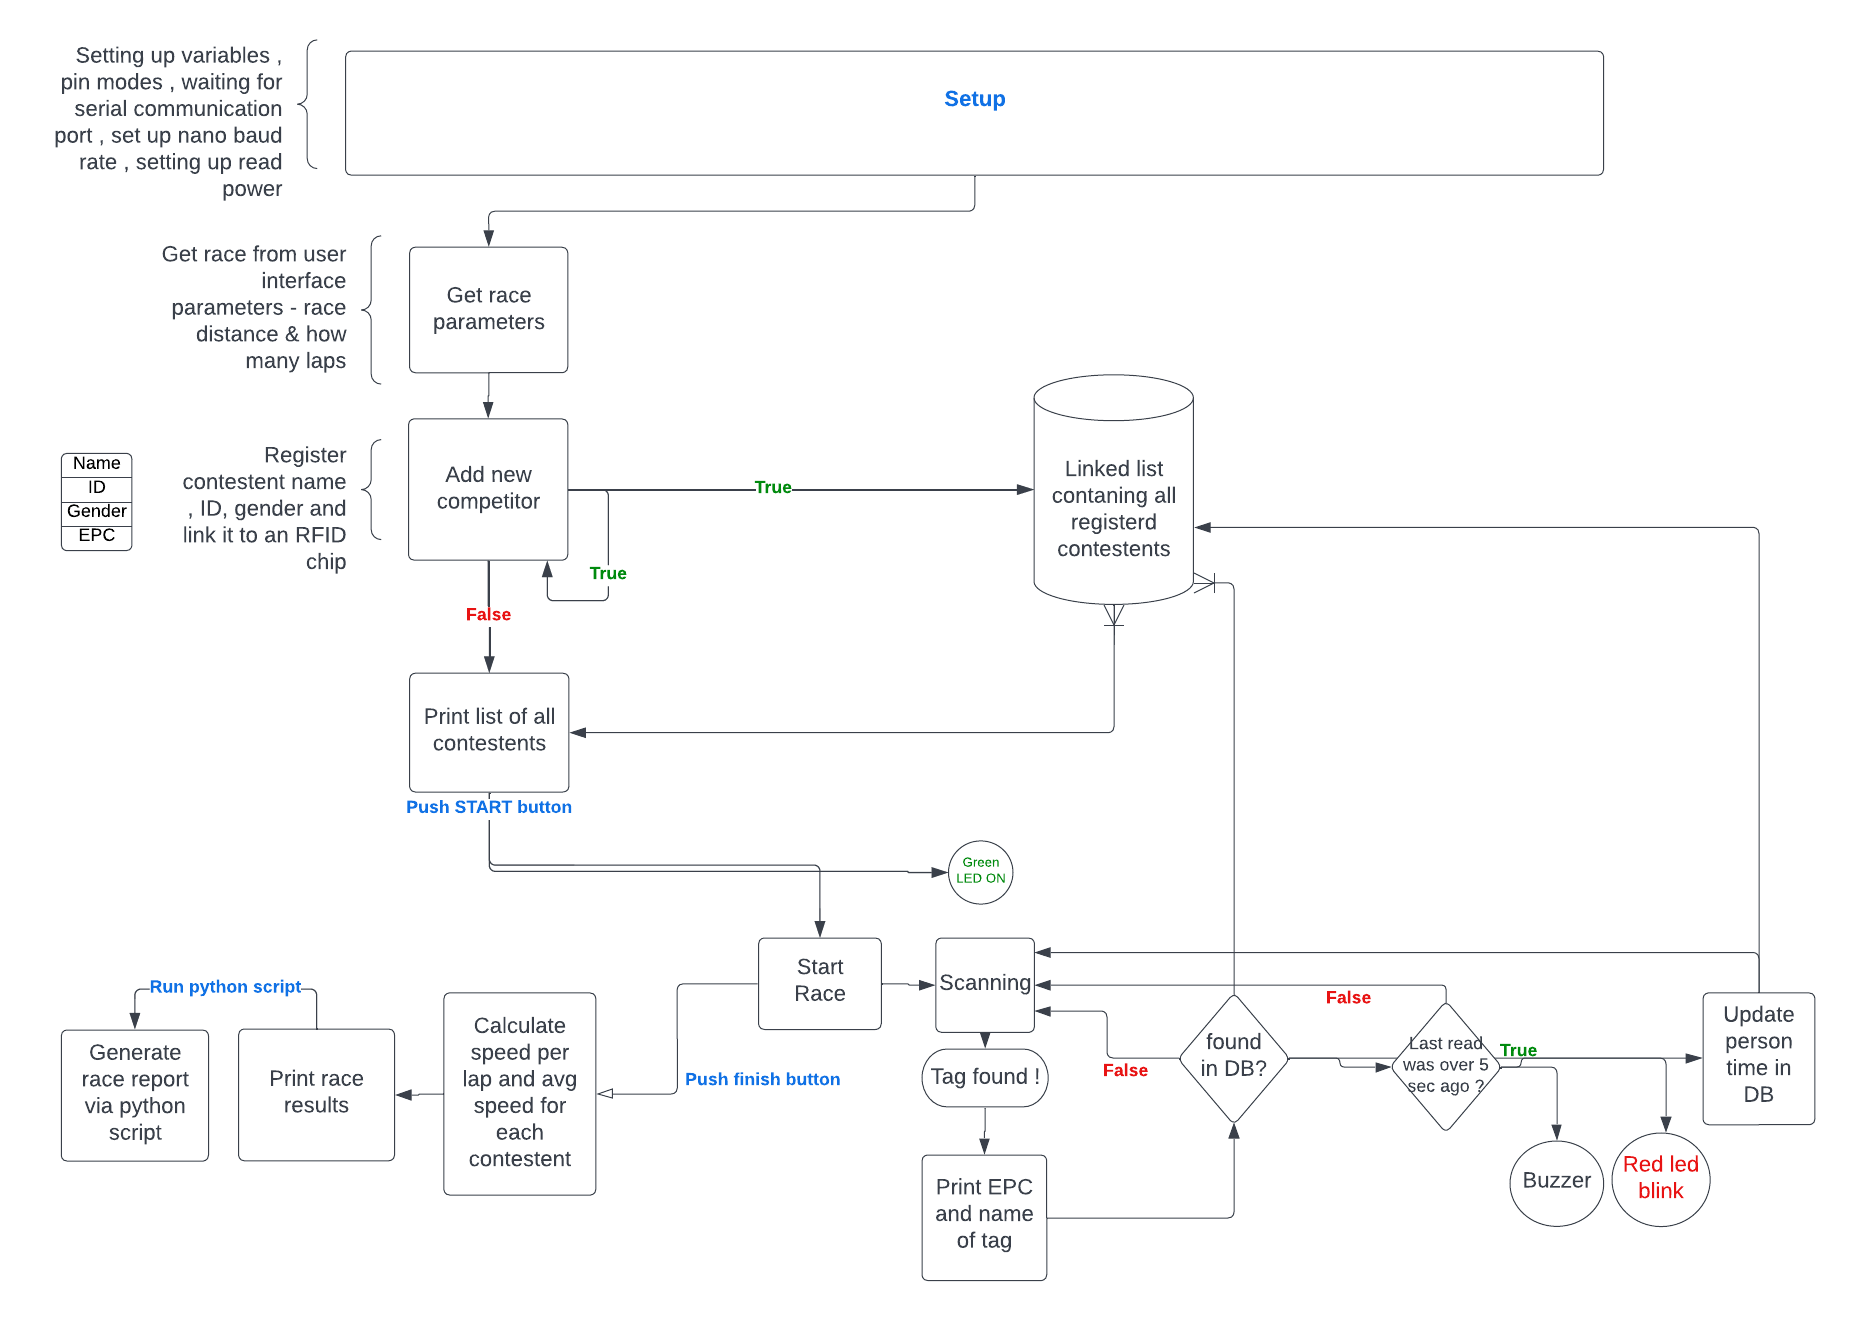 Setting up variables ,
pin modes , waiting for
serial communication
port , set up nano baud
rate , setting up read
power
Setup
Get race from user
interface
parameters - race
distance & how
many laps
Get race
parameters
Name
ID
Gender
EPC
Register
contestent name
, ID, gender and
link it to an RFID
chip
Add new
competitor
True
True
False
Linked list
contaning all
registerd
contestents
Print list of all
contestents
Push START button
Green
LED ON
Start
Race
Scanning
Run python script
Generate
race report
via python
script
Print race
results
Calculate
speed per
lap and avg
speed for
each
contestent
Push finish button
Tag found !
Print EPC
and name
of tag
False
found
in DB?
False
Last read
was over 5
sec ago ?
True
Buzzer
Red led
blink
Update
person
time in
DB